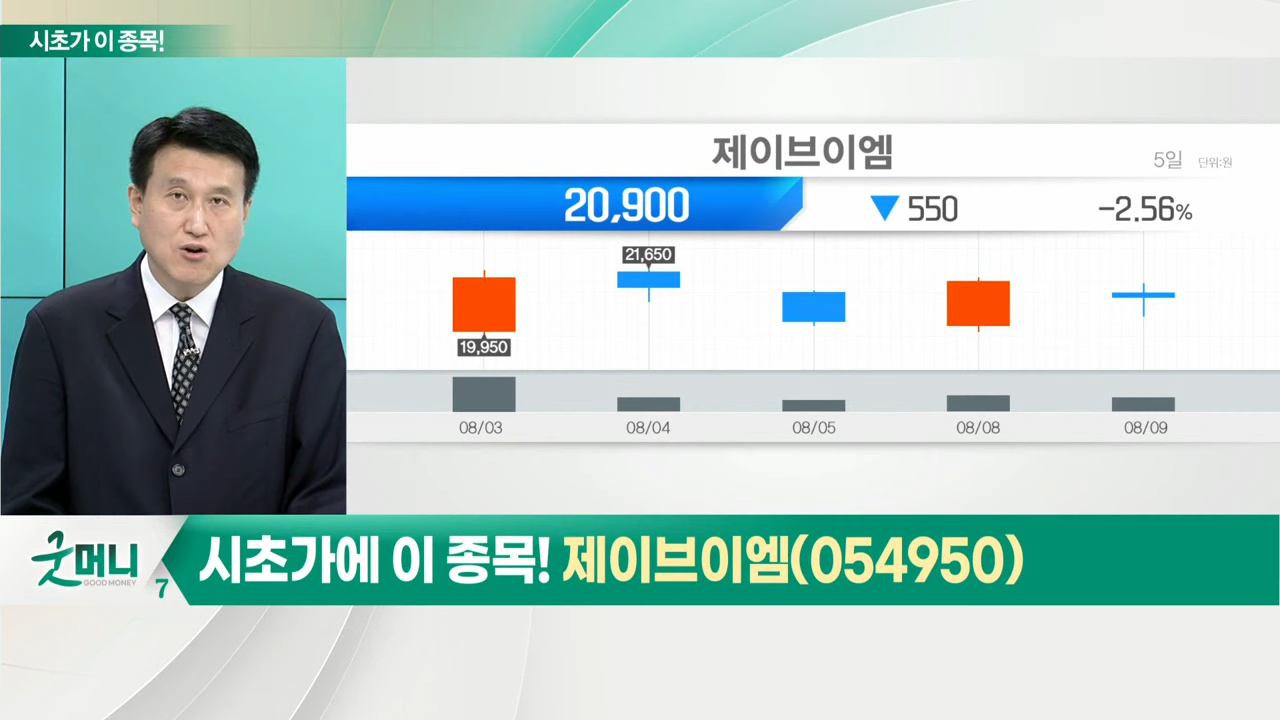 시초가 이 종목!
제이브이엠
5일 단위:원
20,900 ▼ 550 -2.56%
21,650
19,950
08/03 08/04 08/05 08/08 08/09
굿머니
GOOD MONEY
7
시초가에 이 종목! 제이브이엠(054950)